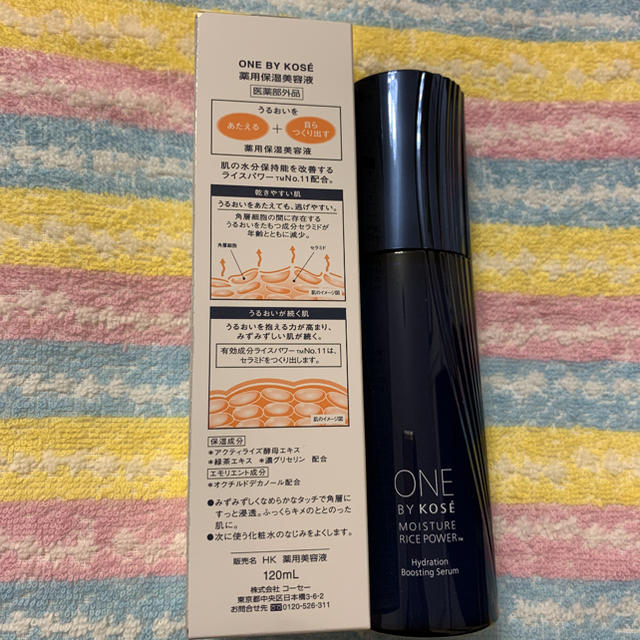 ONE BY KOSÉ
薬用保湿美容液
医薬部外品
うるおいを
あたえる
+
自ら
つくり出す
薬用保湿美容液
肌の水分保持能を改善する
ライスパワー™No.11配合。
乾きやすい肌
うるおいをあたえても、逃げやすい。
角層細胞の間に存在する
うるおいをたもつ成分セラミドが
年齢とともに減少。
角層細胞
セラミド
肌のイメージ図
うるおいが続く肌
うるおいを抱える力が高まり、
みずみずしい肌が続く。
有効成分ライスパワー™No.11は、
セラミドをつくり出します。
肌のイメージ図
保湿成分
*アクティライズ酵母エキス
*緑茶エキス *濃グリセリン 配合
エモリエント成分
*オクチルドデカノール配合
●みずみずしくなめらかなタッチで角層に
すっと浸透。ふっくらキメのととのった
肌に。
●次に使う化粧水のなじみをよくします。
販売名 HK 薬用美容液
120mL
株式会社 コーセー
東京都中央区日本橋3-6-2
お問合せ先 0120-526-311
ONE
BY KOSÉ
MOISTURE
RICE POWER™
Hydration
Boosting Serum